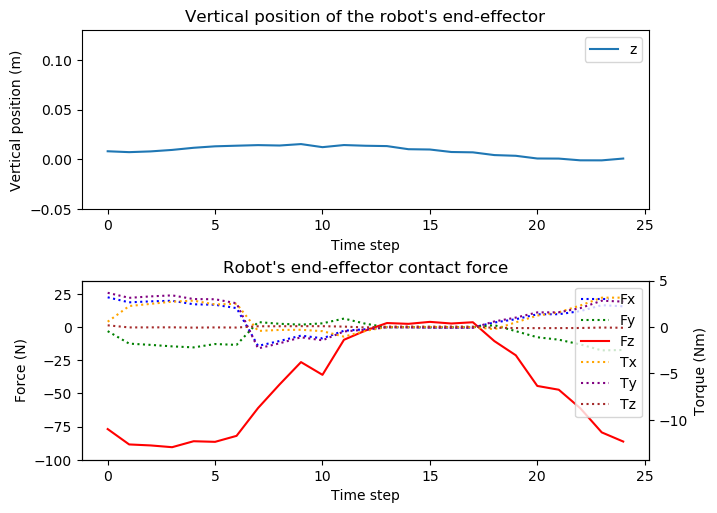 Vertical position of the robot's end-effector
0.10
0.05
0.00
−0.05
Vertical position (m)
z
0 5 10 15 20 25
Time step
Robot's end-effector contact force
25
0
−25
−50
−75
−100
Force (N)
Fx
Fy
Fz
Tx
Ty
Tz
5
0
−5
−10
Torque (Nm)
0 5 10 15 20 25
Time step